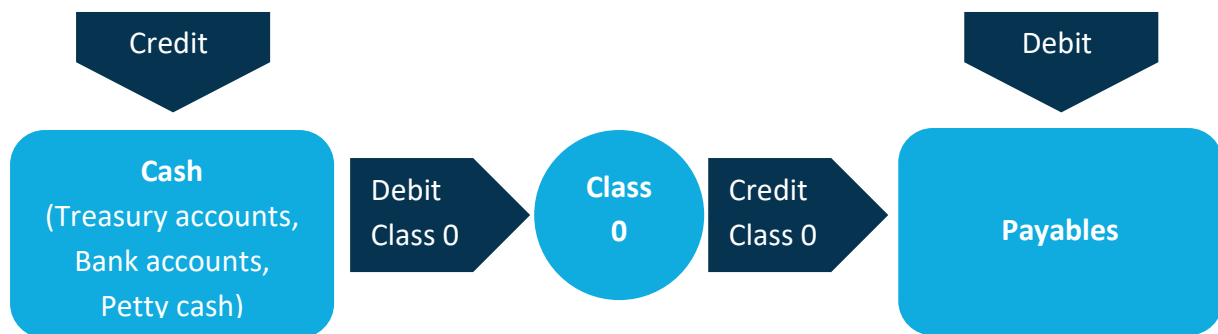 Credit
Debit
Cash
(Treasury accounts,
Bank accounts,
Petty cash)
Debit
Class 0
Class
0
Credit
Class 0
Payables